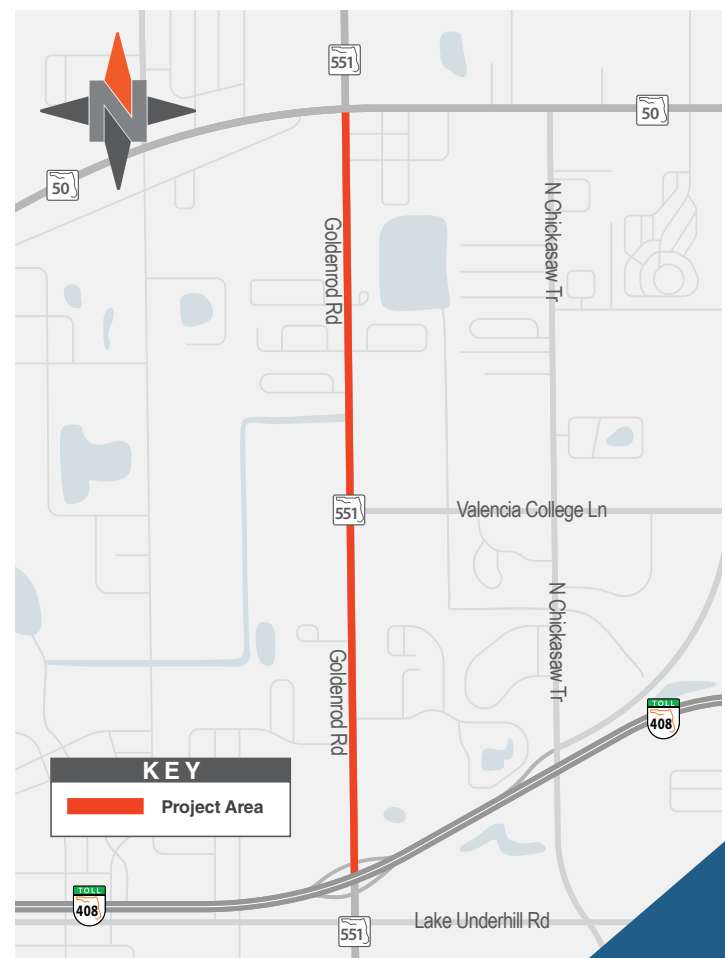 551
50
N
50
Goldenrod Rd
N Chickasaw Tr
551
Valencia College Ln
N Chickasaw Tr
Goldenrod Rd
TOLL
408
KEY
Project Area
TOLL
408
551
Lake Underhill Rd